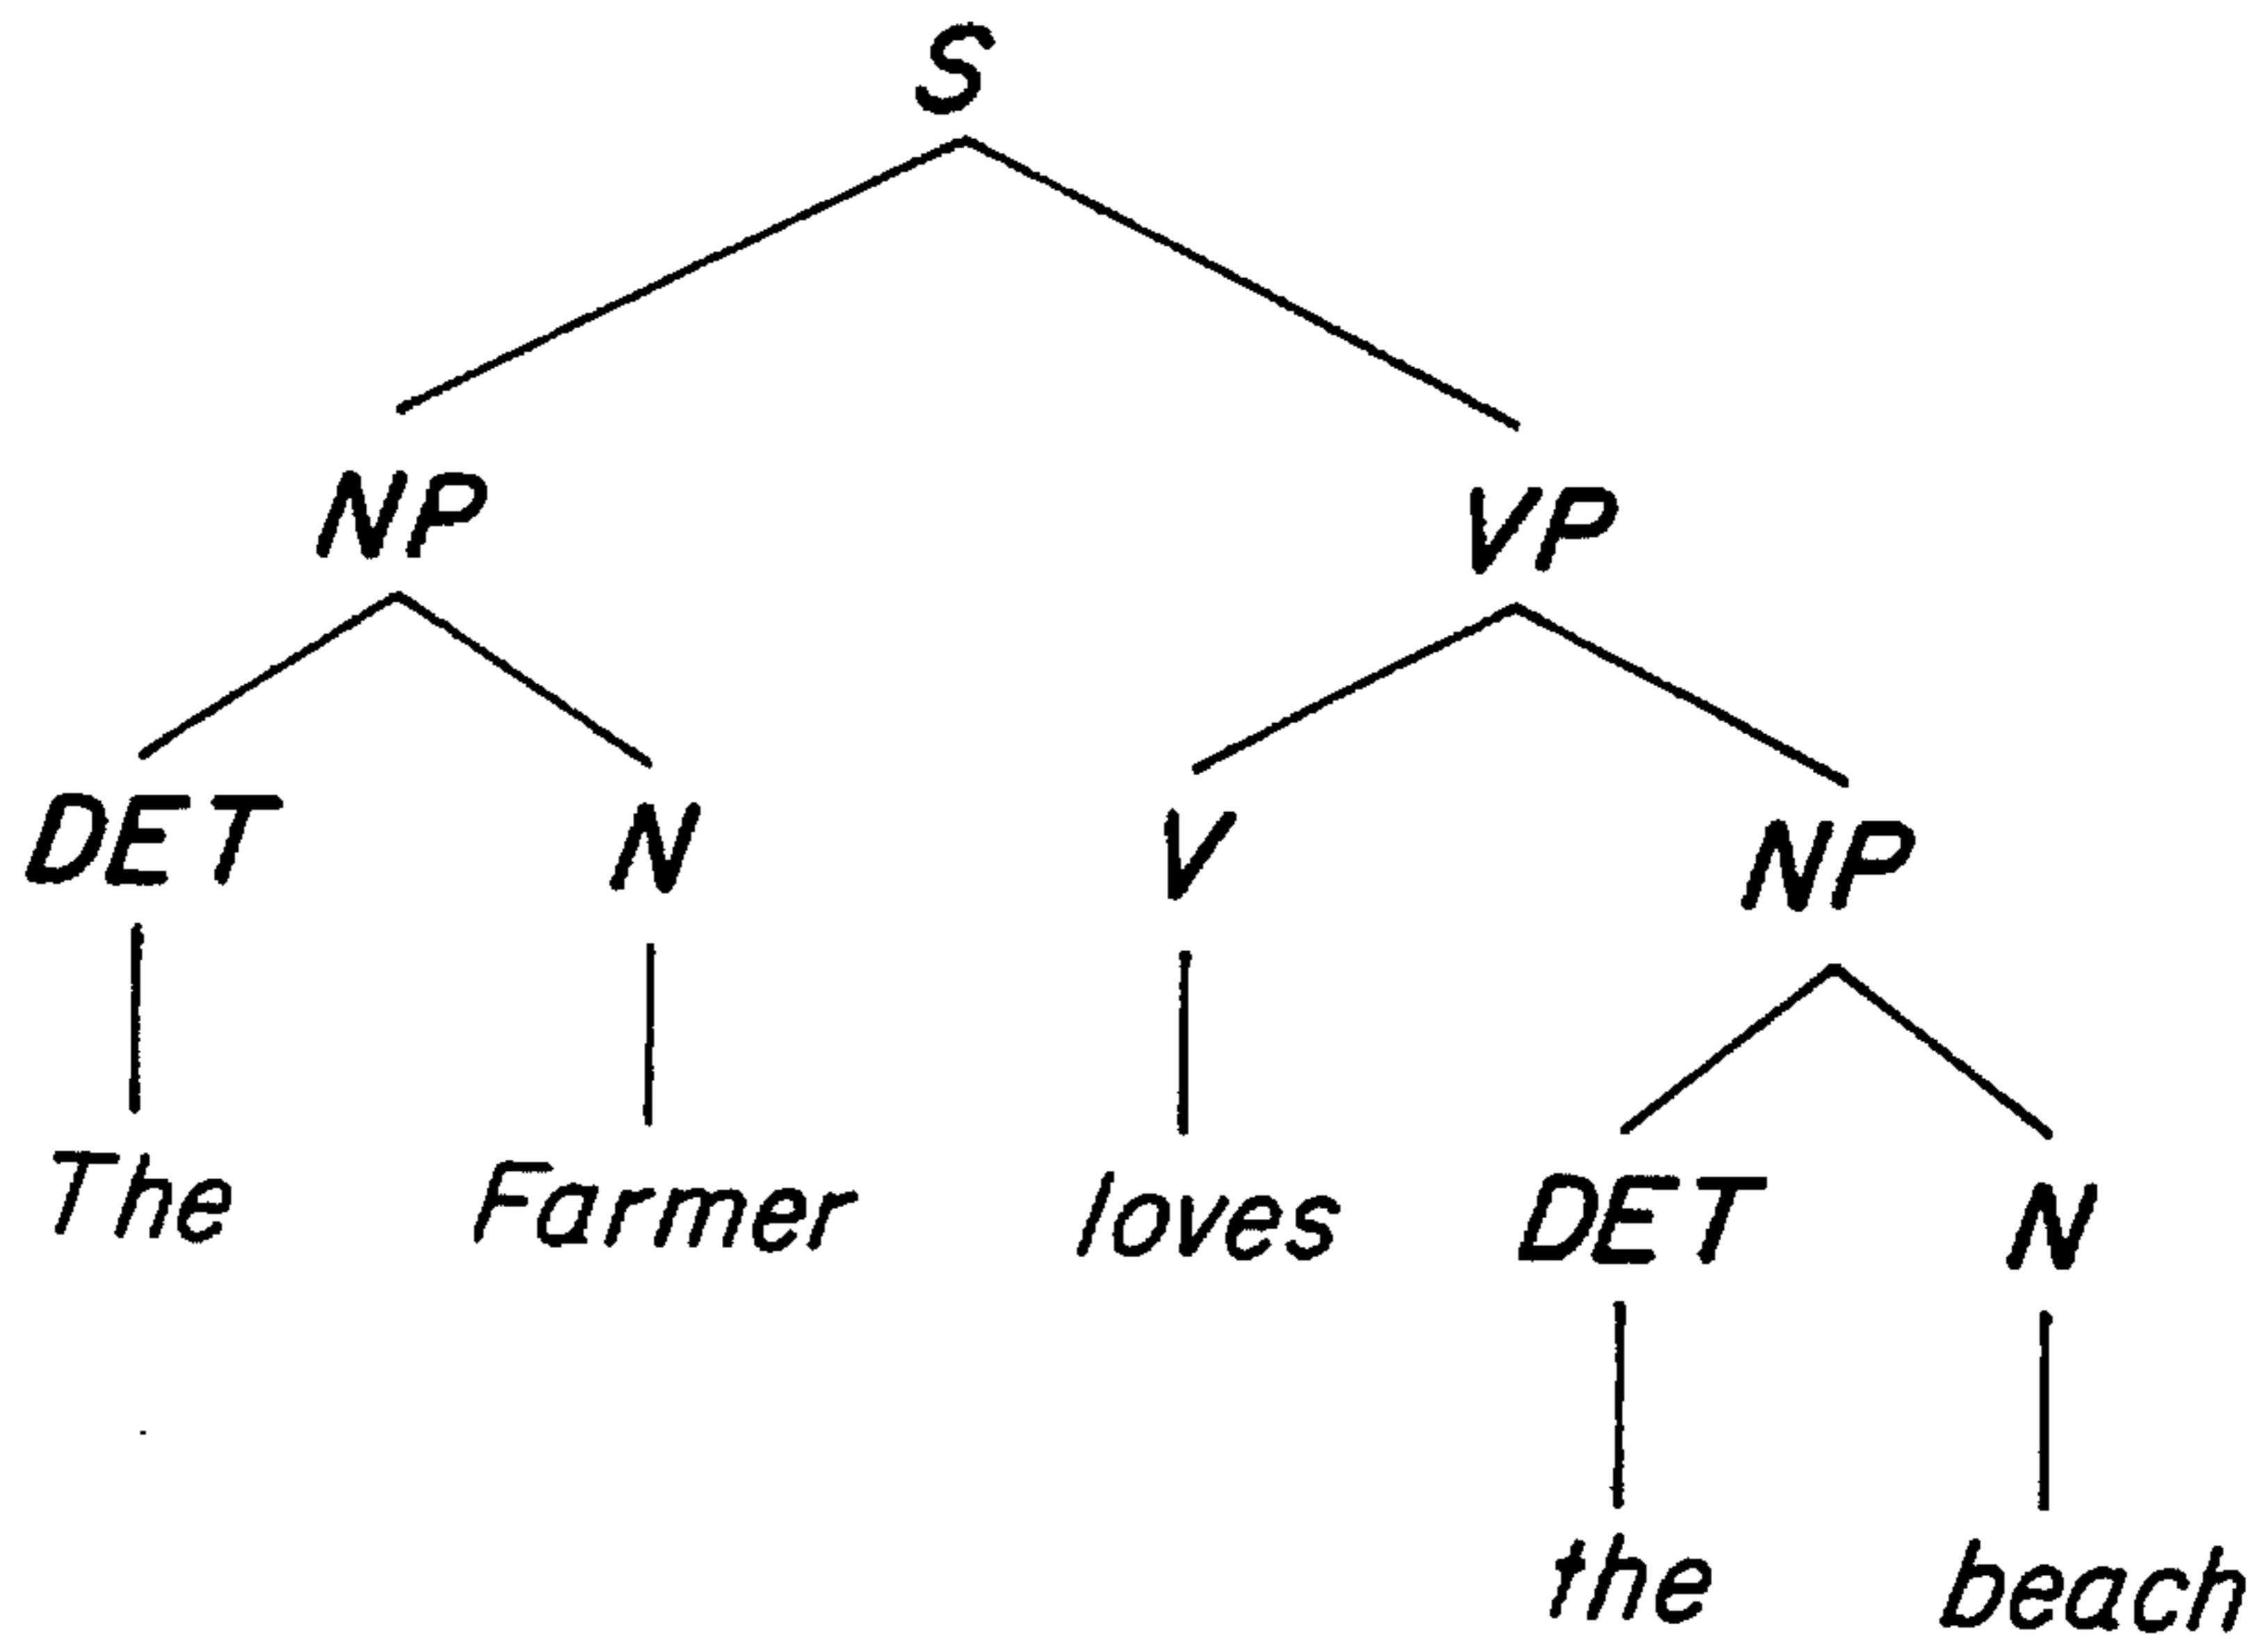 S
NP VP
DET N V NP
The Farmer loves DET N
the beach